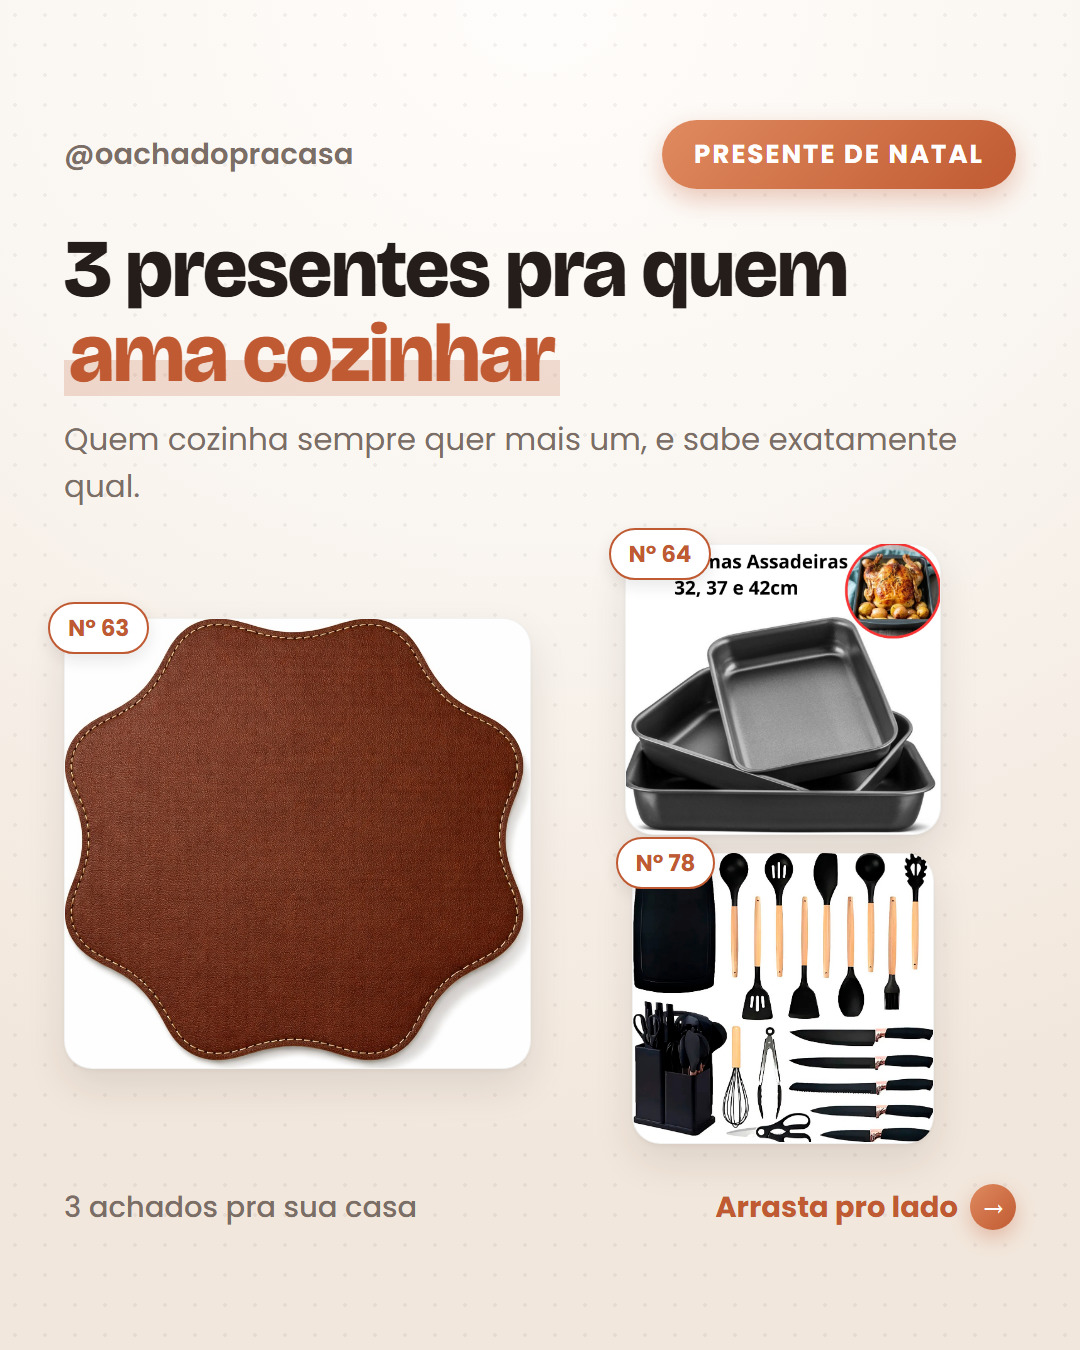 @oachadopracasa
PRESENTE DE NATAL
3 presentes pra quem
ama cozinhar
Quem cozinha sempre quer mais um, e sabe exatamente
qual.
Nº 63
Nº 64
Assadeiras
32, 37 e 42cm
Nº 78
3 achados pra sua casa
Arrasta pro lado →